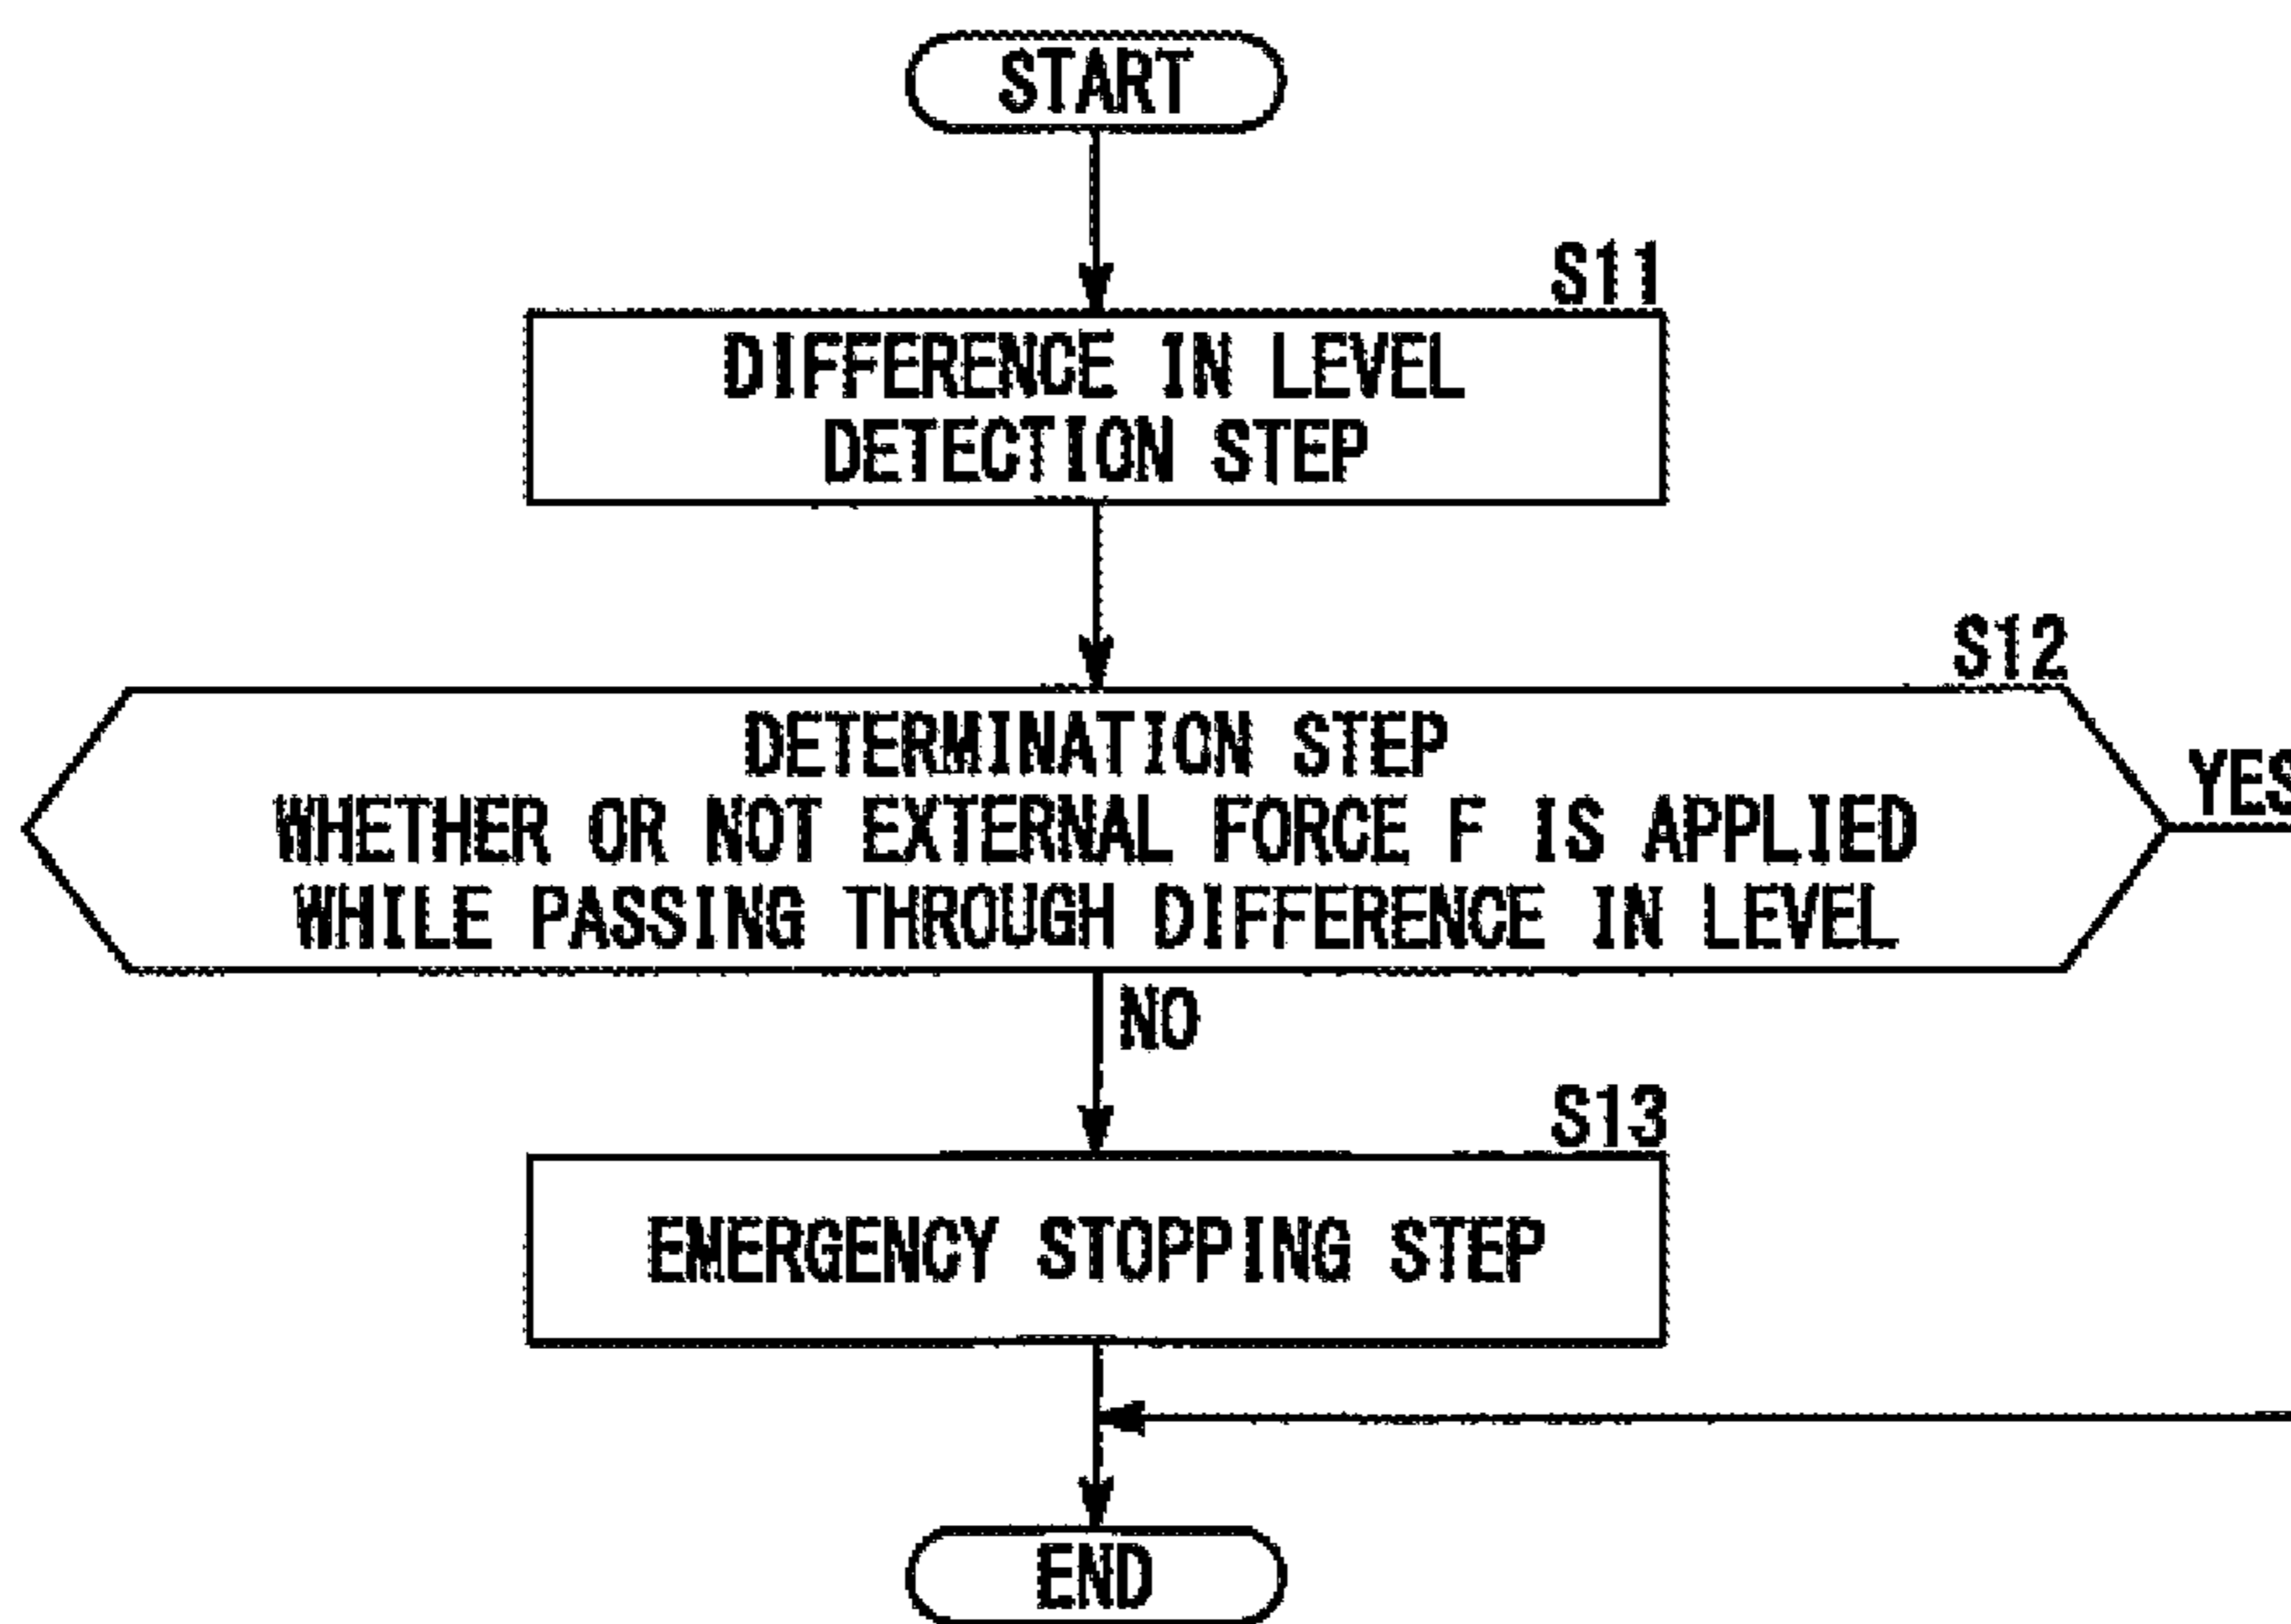 START
S11
DIFFERENCE IN LEVEL
DETECTION STEP
S12
DETERMINATION STEP
WHETHER OR NOT EXTERNAL FORCE F IS APPLIED
WHILE PASSING THROUGH DIFFERENCE IN LEVEL
YES
NO
S13
EMERGENCY STOPPING STEP
END